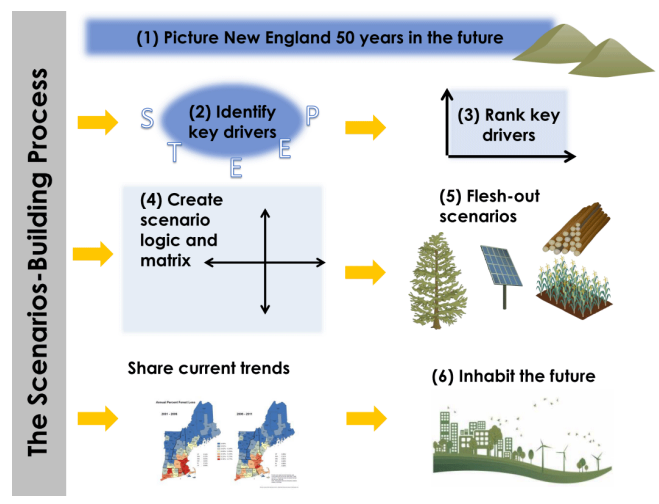 The Scenarios-Building Process
(1) Picture New England 50 years in the future
(2) Identify
key drivers
S T E E P
(3) Rank key
drivers
(4) Create
scenario
logic and
matrix
(5) Flesh-out
scenarios
Share current trends
Annual Percent Forest Loss
(6) Inhabit the future